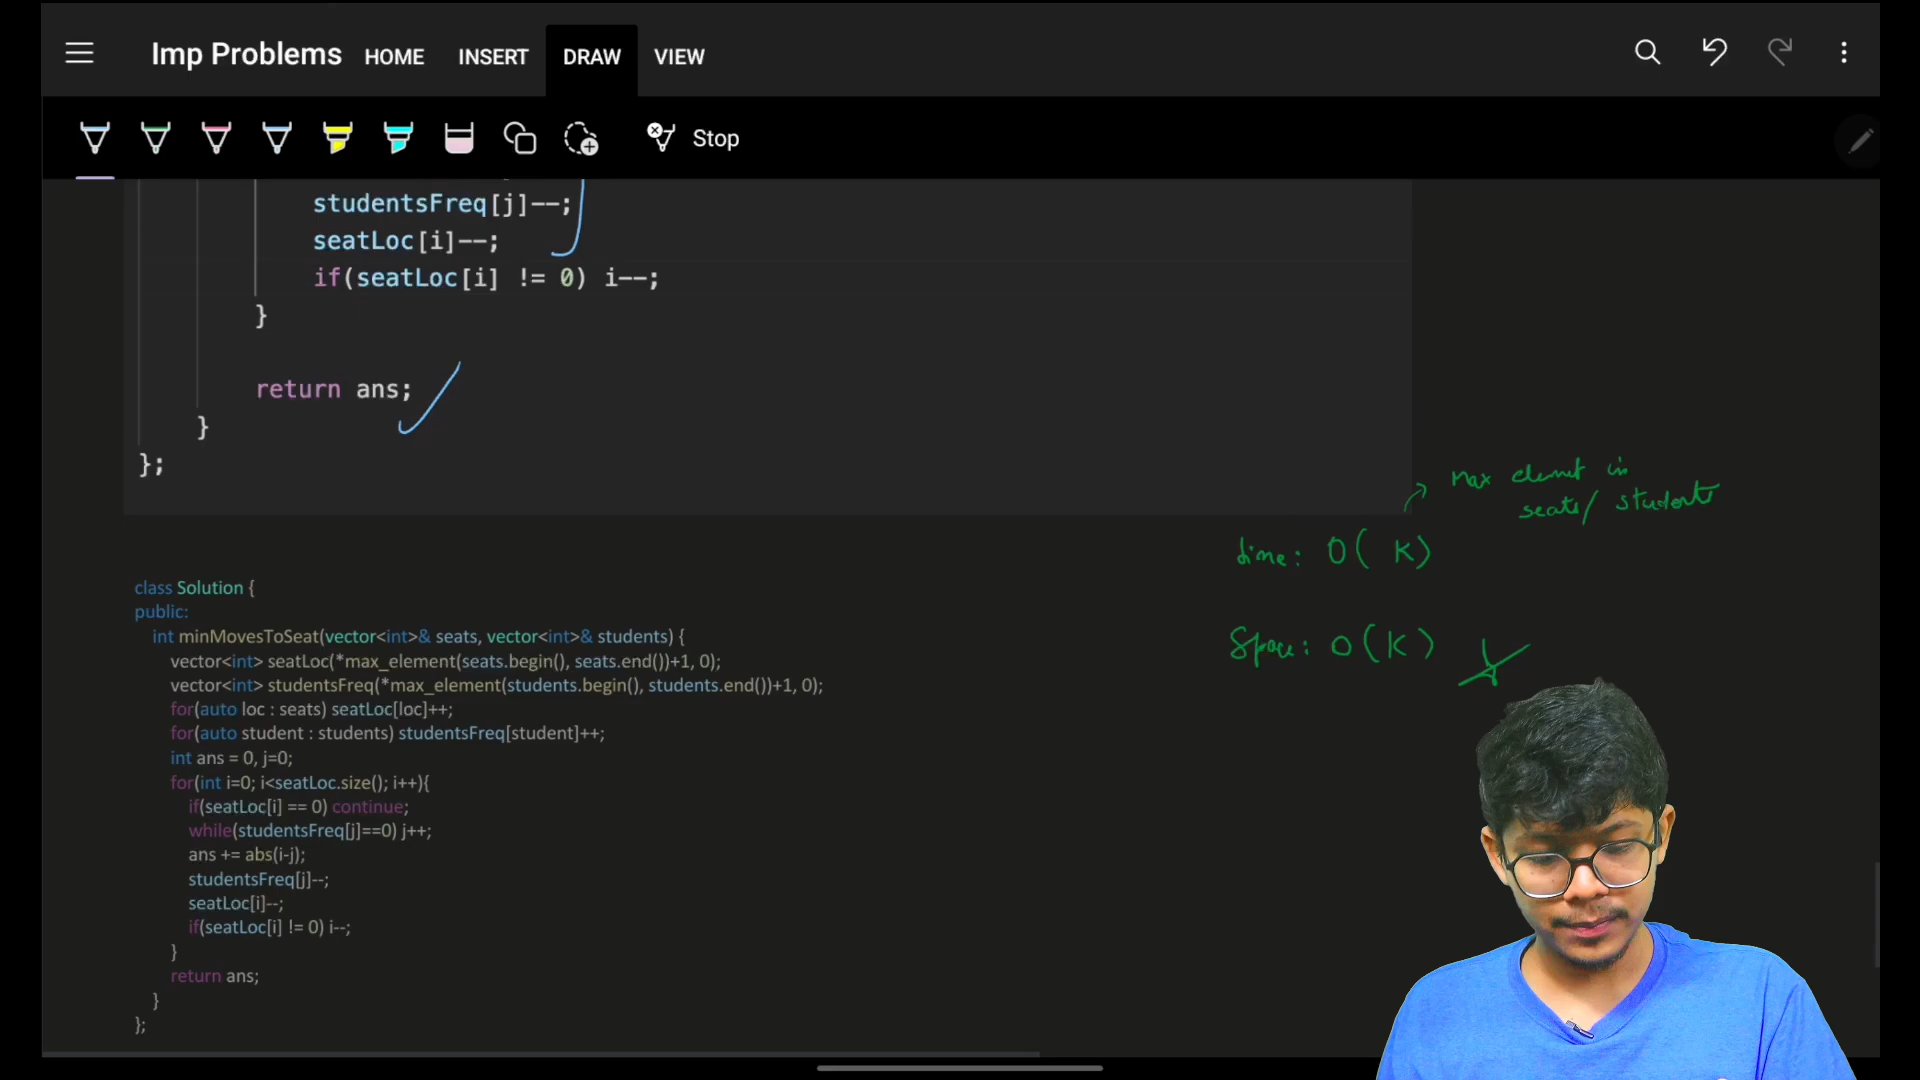 Imp Problems HOME INSERT DRAW VIEW
Stop
studentsFreq[j]--;
seatLoc[i]--;
if(seatLoc[i] != 0) i--;
}
return ans;
}
};
Max element in
seats/ students
time: O( K)
Space: O(K)
class Solution {
public:
int minMovesToSeat(vector<int>& seats, vector<int>& students) {
vector<int> seatLoc(*max_element(seats.begin(), seats.end())+1, 0);
vector<int> studentsFreq(*max_element(students.begin(), students.end())+1, 0);
for(auto loc : seats) seatLoc[loc]++;
for(auto student : students) studentsFreq[student]++;
int ans = 0, j=0;
for(int i=0; i<seatLoc.size(); i++){
if(seatLoc[i] == 0) continue;
while(studentsFreq[j]==0) j++;
ans += abs(i-j);
studentsFreq[j]--;
seatLoc[i]--;
if(seatLoc[i] != 0) i--;
}
return ans;
}
};